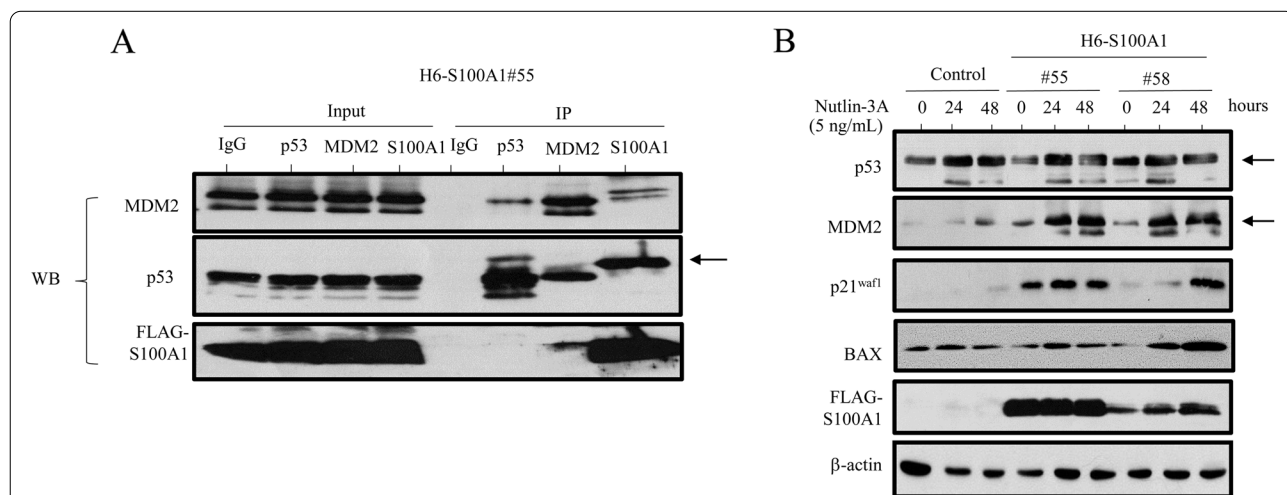 A
H6-S100A1#55
Input IP
IgG p53 MDM2 S100A1 IgG p53 MDM2 S100A1
MDM2
WB p53
FLAG-
S100A1
B
H6-S100A1
Control #55 #58
Nutlin-3A 0 24 48 0 24 48 0 24 48 hours
(5 ng/mL)
p53
MDM2
p21waf1
BAX
FLAG-
S100A1
β-actin